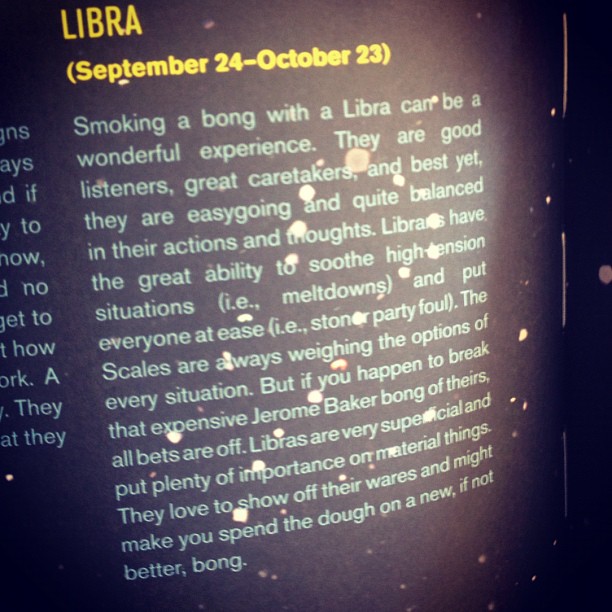 LIBRA
(September 24–October 23)
Smoking a bong with a Libra can be a
wonderful experience. They are good
listeners, great caretakers, and best yet,
they are easygoing and quite balanced
in their actions and thoughts. Libras have
the great ability to soothe high-tension
situations (i.e., meltdowns) and put
everyone at ease (i.e., stoner party foul). The
Scales are always weighing the options of
every situation. But if you happen to break
that expensive Jerome Baker bong of theirs,
all bets are off. Libras are very superficial and
put plenty of importance on material things.
They love to show off their wares and might
make you spend the dough on a new, if not
better, bong.
gns
ays
d if
y to
now,
d no
get to
t how
ork. A
. They
at they